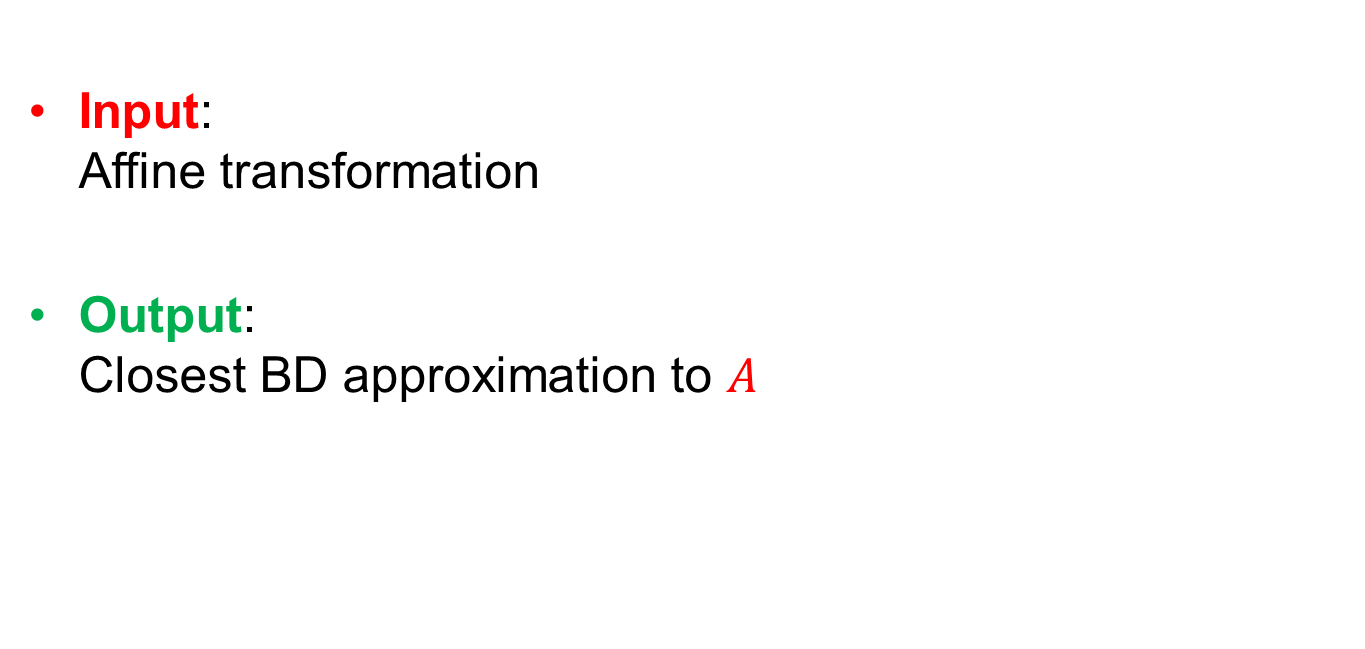 • Input:
Affine transformation
• Output:
Closest BD approximation to A